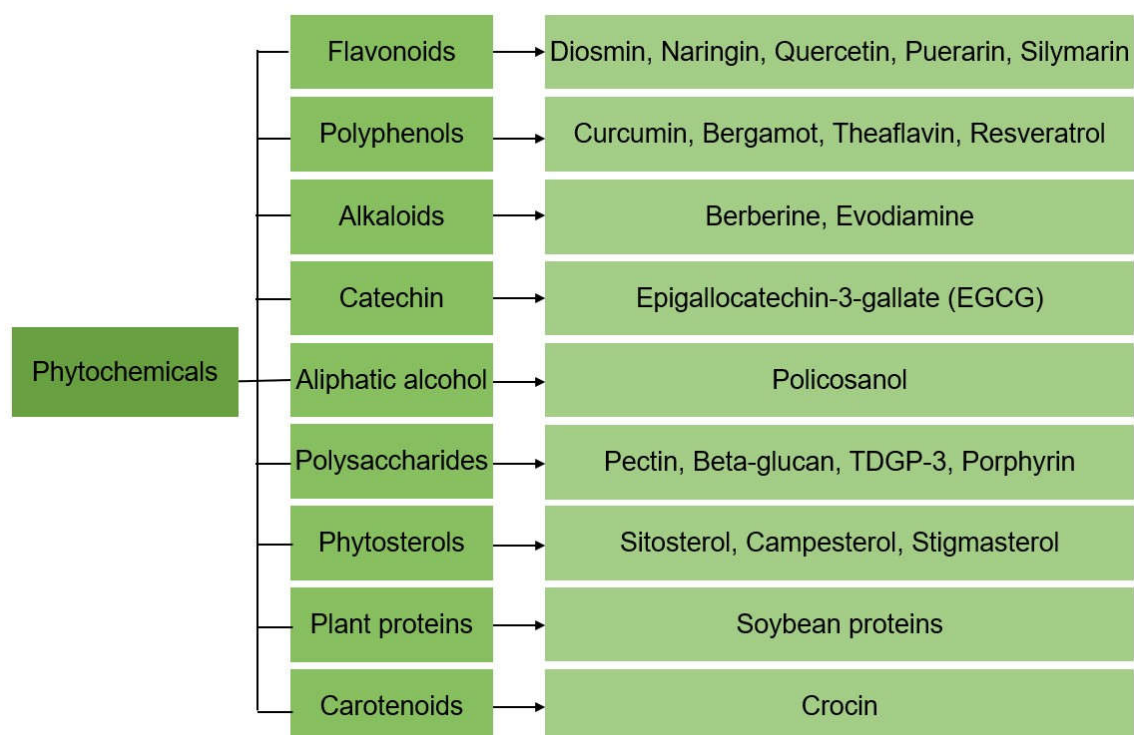 Flavonoids
Diosmin, Naringin, Quercetin, Puerarin, Silymarin
Polyphenols
Curcumin, Bergamot, Theaflavin, Resveratrol
Alkaloids
Berberine, Evodiamine
Catechin
Epigallocatechin-3-gallate (EGCG)
Phytochemicals
Aliphatic alcohol
Policosanol
Polysaccharides
Pectin, Beta-glucan, TDGP-3, Porphyrin
Phytosterols
Sitosterol, Campesterol, Stigmasterol
Plant proteins
Soybean proteins
Carotenoids
Crocin